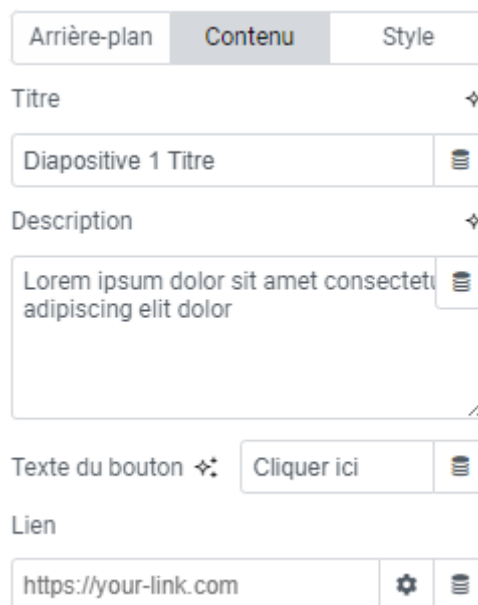 Arrière-plan Contenu Style
Titre
Diapositive 1 Titre
Description
Lorem ipsum dolor sit amet
adipiscing elit dolor
Texte du bouton Cliquer ici
Lien
https://your-link.com